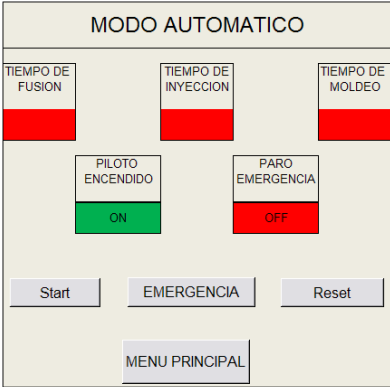 MODO AUTOMATICO
TIEMPO DE
FUSION
TIEMPO DE
INYECCION
TIEMPO DE
MOLDEO
PILOTO
ENCENDIDO
ON
PARO
EMERGENCIA
OFF
Start
EMERGENCIA
Reset
MENU PRINCIPAL